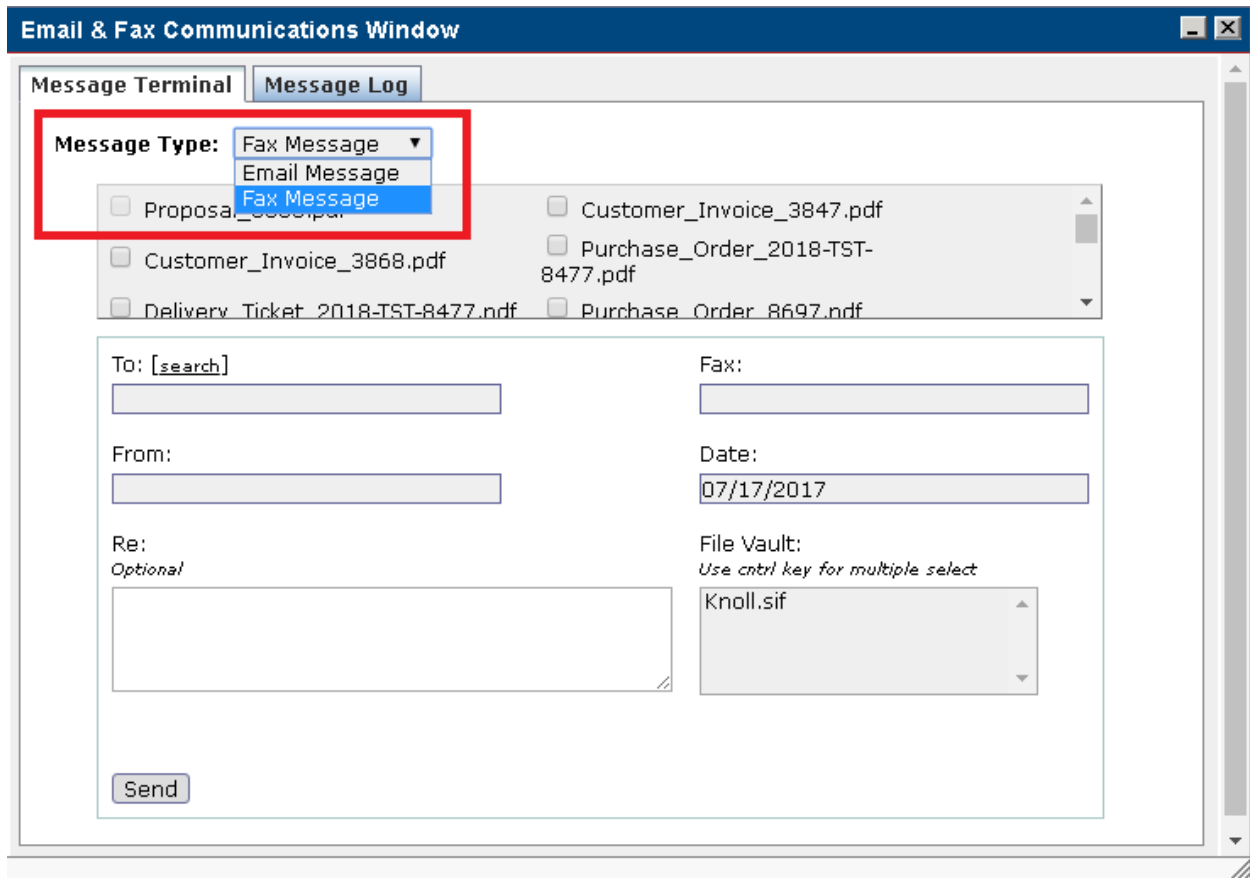 Email & Fax Communications Window
Message Terminal Message Log
Message Type: Fax Message
Email Message
Fax Message
Customer_Invoice_3847.pdf
Customer_Invoice_3868.pdf
Purchase_Order_2018-TST-
8477.pdf
Delivery_Ticket_2018-TST-8477.pdf Purchase_Order_8697.pdf
To: [search] Fax:
From: Date:
07/17/2017
Re: File Vault:
Optional Use cntrl key for multiple select
Knoll.sif
Send